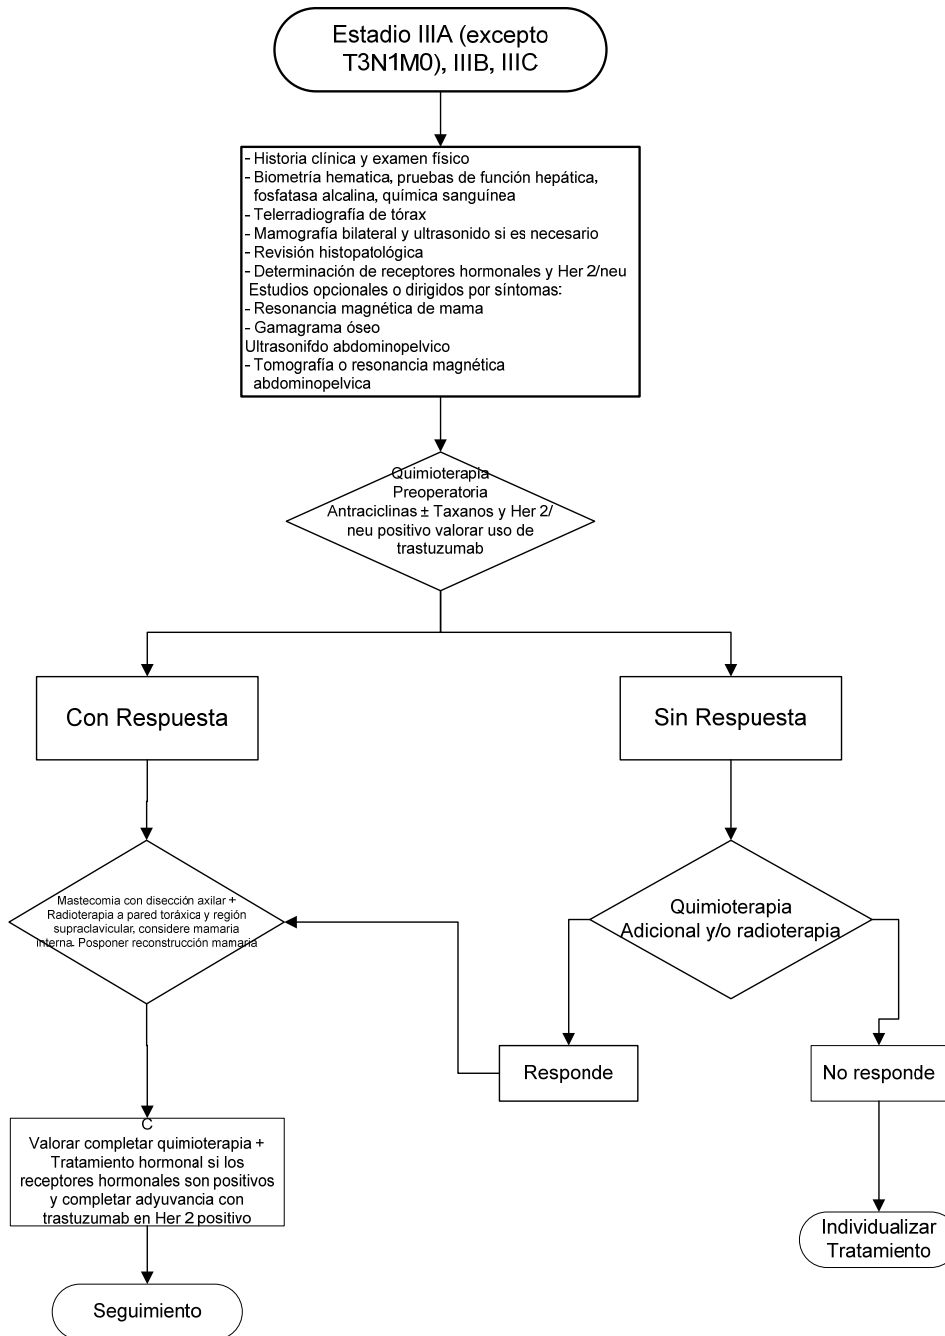 Estadio IIIA (excepto
T3N1M0), IIIB, IIIC
- Historia clínica y examen físico
- Biometría hematica, pruebas de función hepática,
fosfatasa alcalina, química sanguínea
- Telerradiografía de tórax
- Mamografía bilateral y ultrasonido si es necesario
- Revisión histopatológica
- Determinación de receptores hormonales y Her 2/neu
Estudios opcionales o dirigidos por síntomas:
- Resonancia magnética de mama
- Gamagrama óseo
Ultrasonifdo abdominopelvico
- Tomografía o resonancia magnética
abdominopelvica
Quimioterapia
Preoperatoria
Antraciclinas ± Taxanos y Her 2/
neu positivo valorar uso de
trastuzumab
Con Respuesta
Sin Respuesta
Mastecomia con disección axilar +
Radioterapia a pared toráxica y región
supraclavicular, considere mamaria
interna. Posponer reconstrucción mamaria
Quimioterapia
Adicional y/o radioterapia
Responde
No responde
C
Valorar completar quimioterapia +
Tratamiento hormonal si los
receptores hormonales son positivos
y completar adyuvancia con
trastuzumab en Her 2 positivo
Individualizar
Tratamiento
Seguimiento